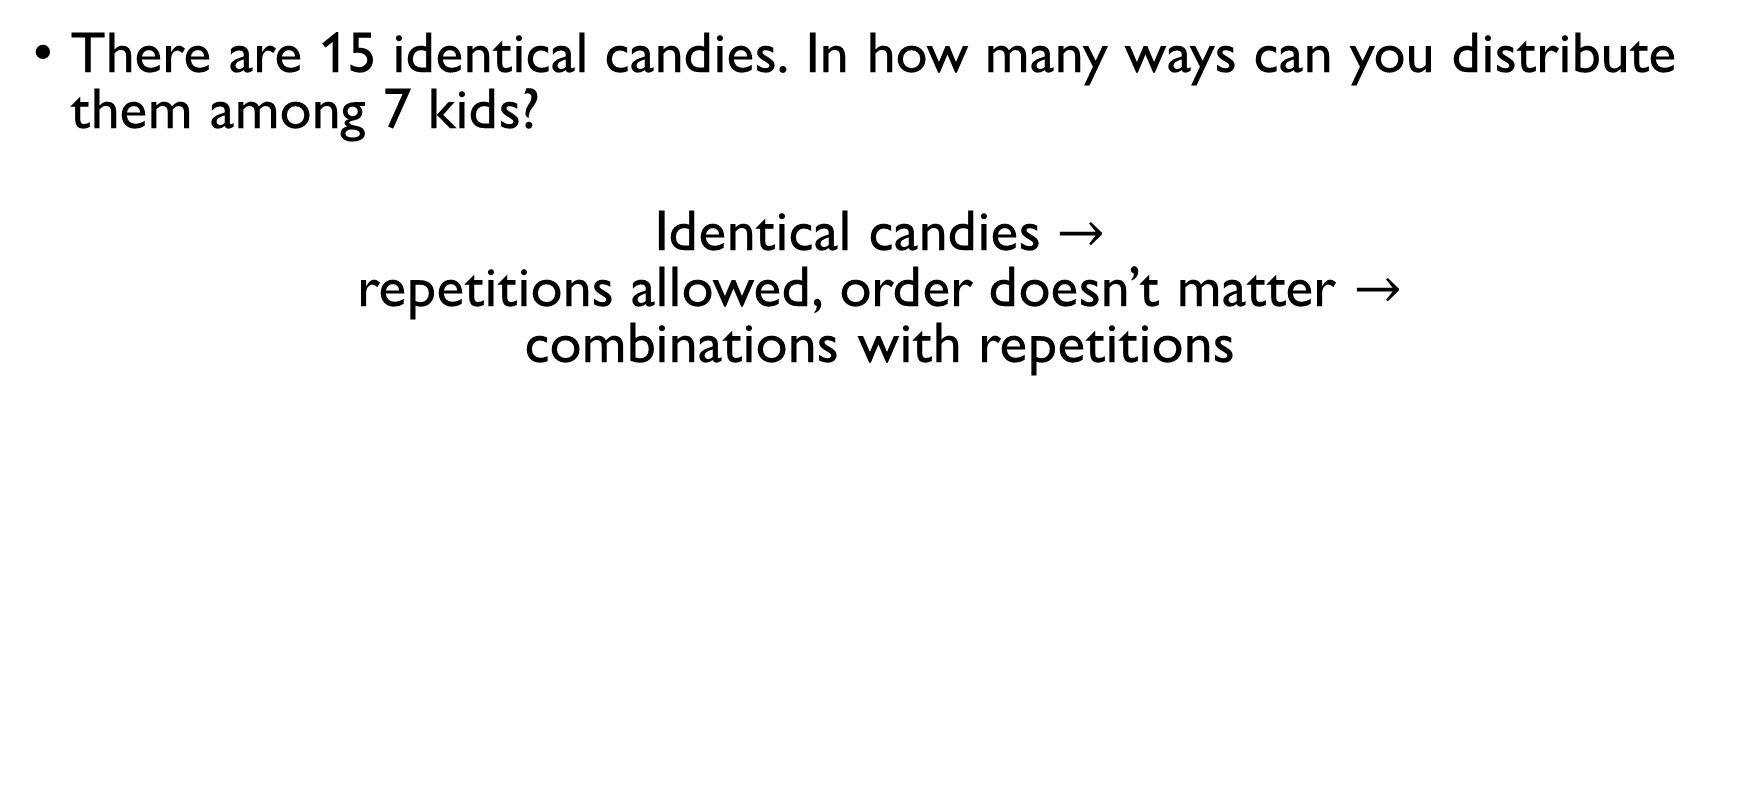 • There are 15 identical candies. In how many ways can you distribute
them among 7 kids?
Identical candies →
repetitions allowed, order doesn’t matter →
combinations with repetitions